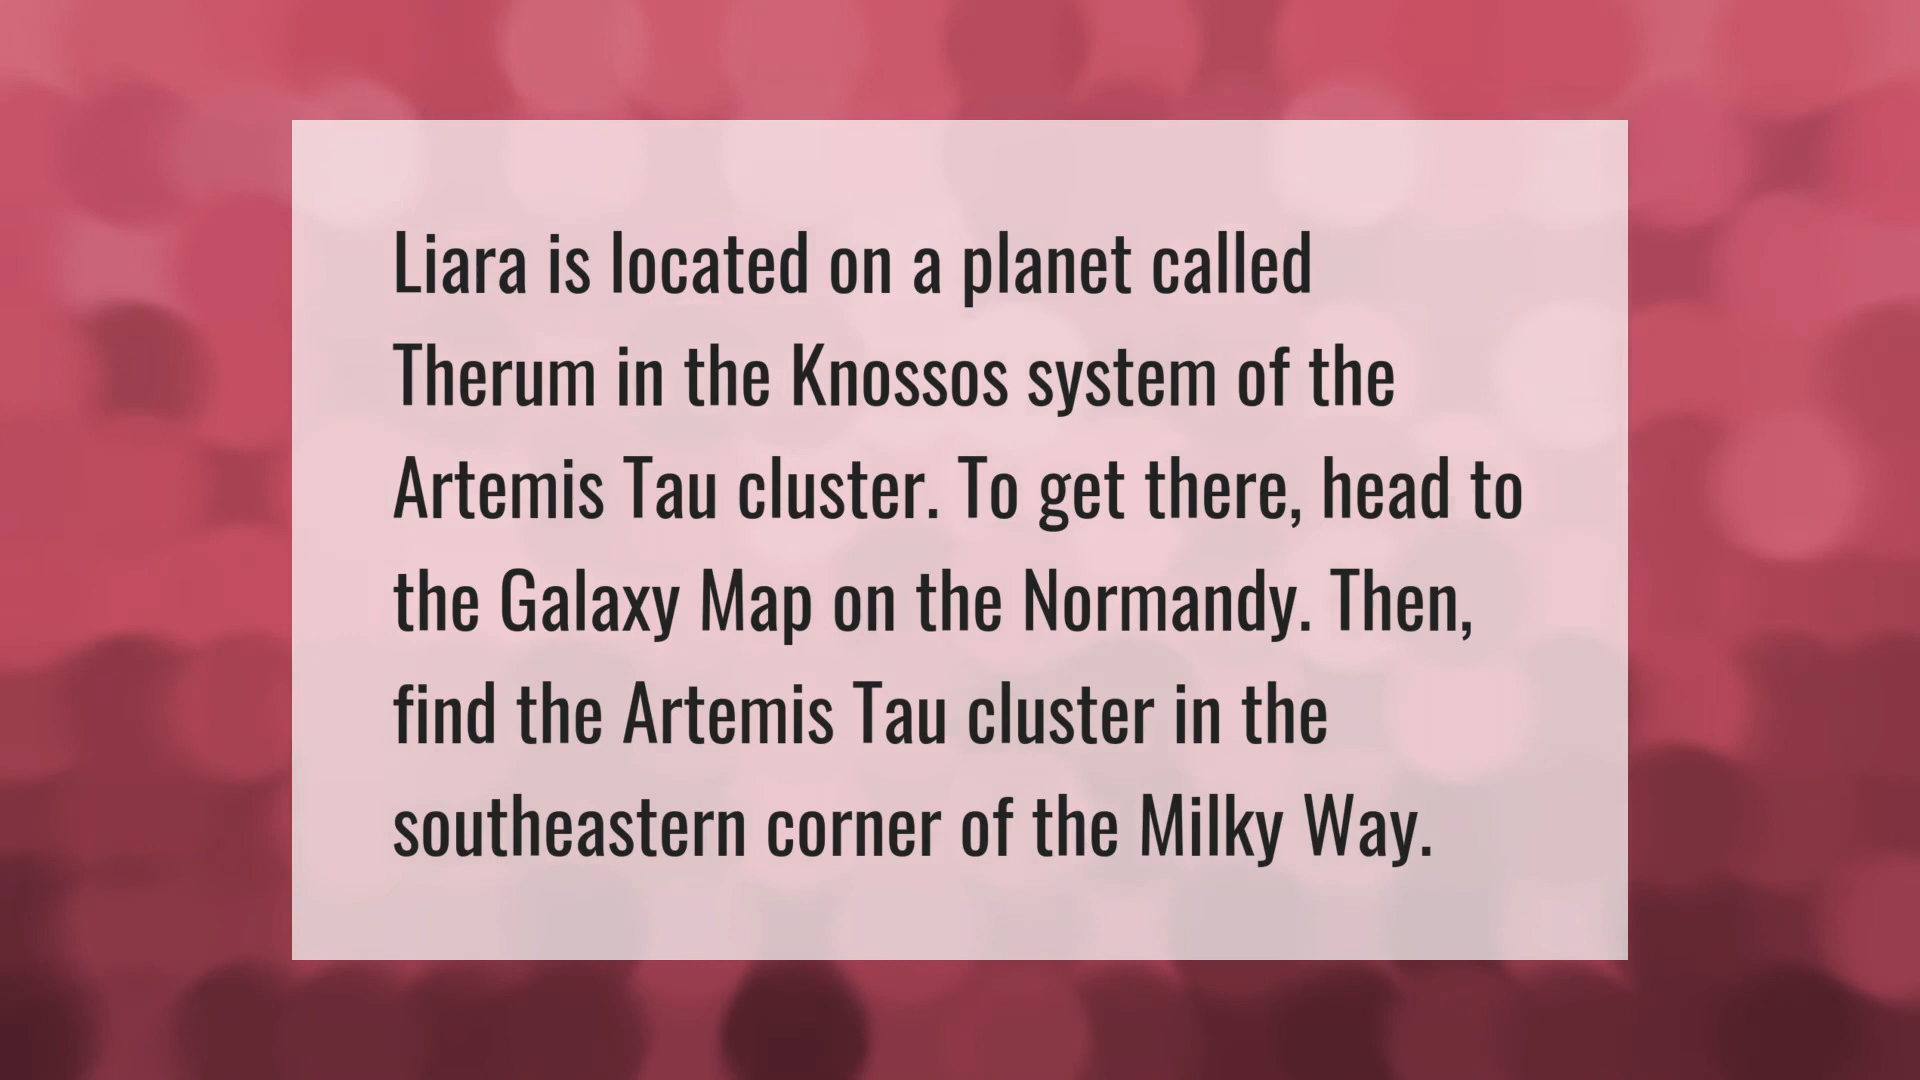 Liara is located on a planet called
Therum in the Knossos system of the
Artemis Tau cluster. To get there, head to
the Galaxy Map on the Normandy. Then,
find the Artemis Tau cluster in the
southeastern corner of the Milky Way.